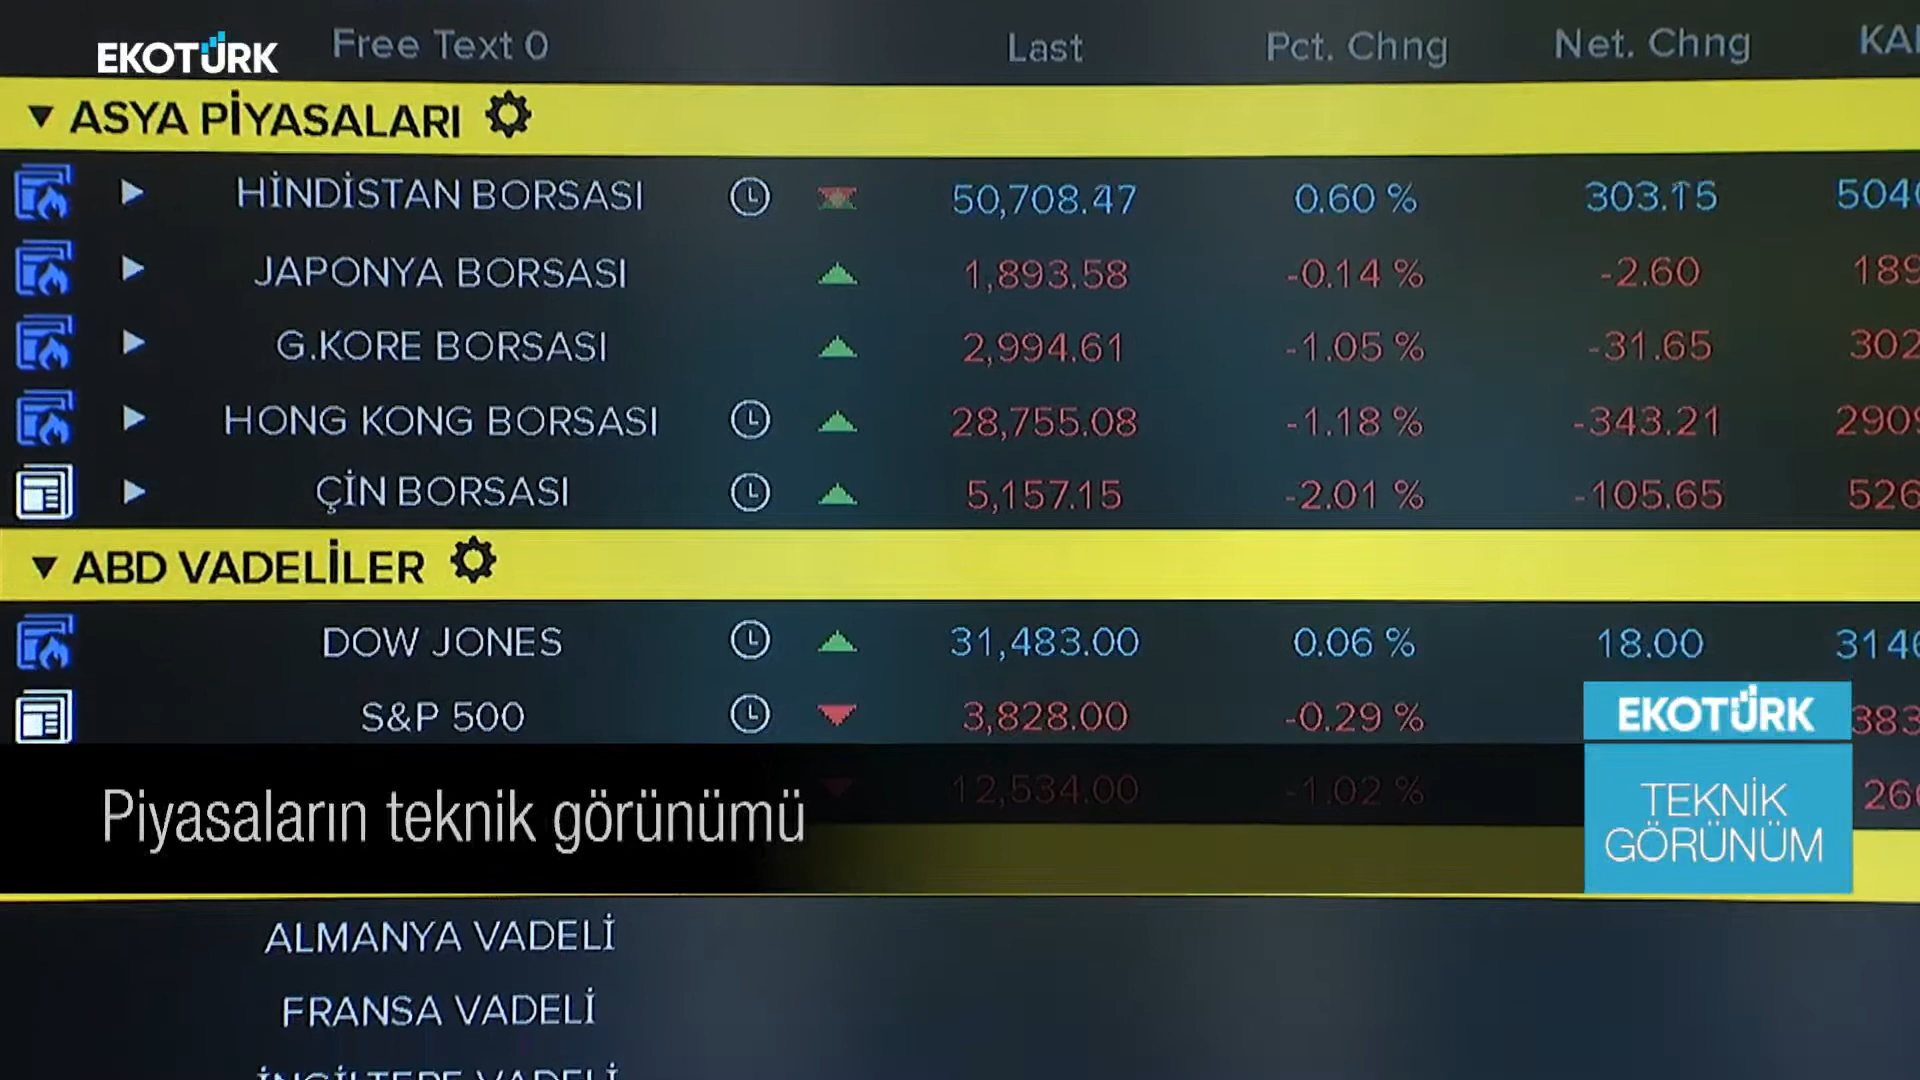 EKOTÜRK
Free Text 0 Last Pct. Chng Net. Chng
ASYA PİYASALARI
HİNDİSTAN BORSASI 50,708.47 0.60 % 303.15
JAPONYA BORSASI 1,893.58 -0.14 % -2.60
G.KORE BORSASI 2,994.61 -1.05 % -31.65
HONG KONG BORSASI 28,755.08 -1.18 % -343.21
ÇİN BORSASI 5,157.15 -2.01 % -105.65
ABD VADELİLER
DOW JONES 31,483.00 0.06 % 18.00
S&P 500 3,828.00 -0.29 %
EKOTÜRK
12,534.00 -1.02 %
Piyasaların teknik görünümü
TEKNİK
GÖRÜNÜM
ALMANYA VADELİ
FRANSA VADELİ
İNGİLTERE VADELİ